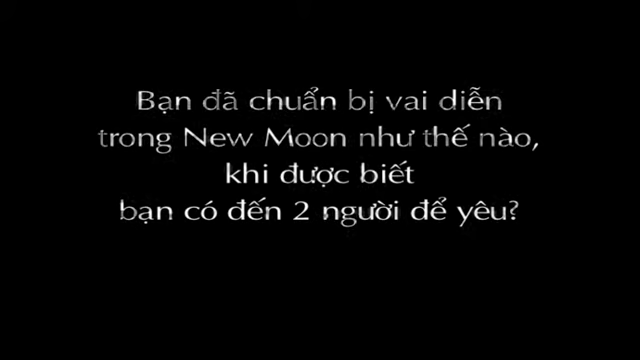 Bạn đã chuẩn bị vai diễn
trong New Moon như thế nào,
khi được biết
bạn có đến 2 người để yêu?